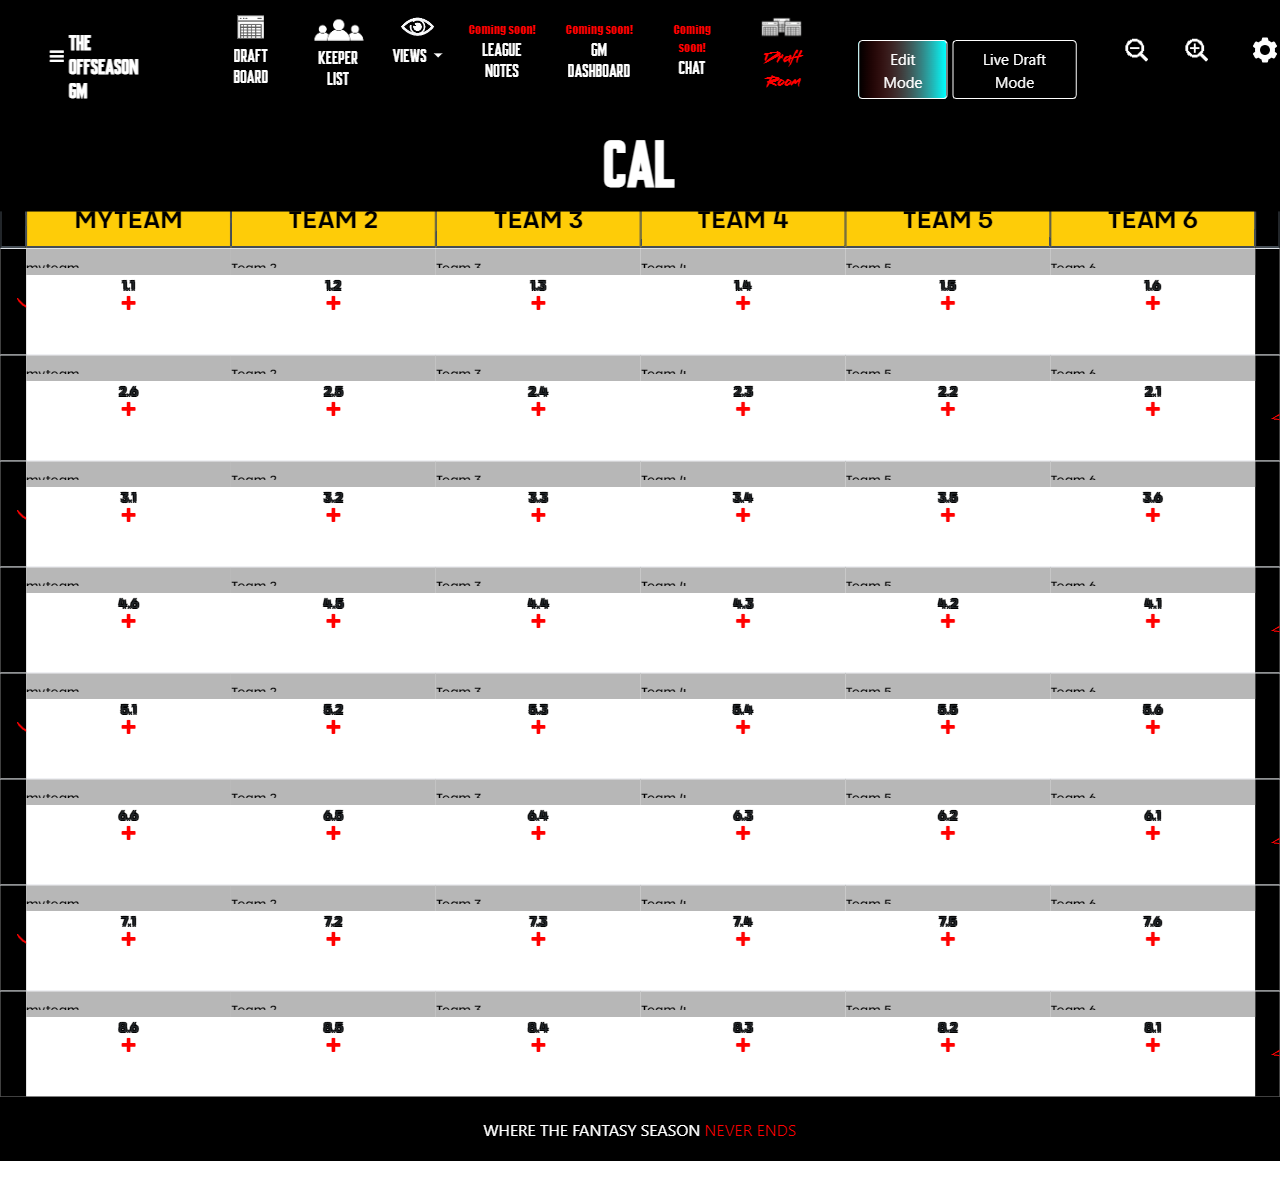 THE OFFSEASON GM
DRAFT BOARD
KEEPER LIST
VIEWS
Coming soon!
LEAGUE NOTES
Coming soon!
GM DASHBOARD
Coming soon!
CHAT
Draft Room
Edit Mode
Live Draft Mode
CAL
MYTEAM TEAM 2 TEAM 3 TEAM 4 TEAM 5 TEAM 6
myteam Team 2 Team 3 Team 4 Team 5 Team 6
1.1 1.2 1.3 1.4 1.5 1.6
myteam Team 2 Team 3 Team 4 Team 5 Team 6
2.6 2.5 2.4 2.3 2.2 2.1
myteam Team 2 Team 3 Team 4 Team 5 Team 6
3.1 3.2 3.3 3.4 3.5 3.6
myteam Team 2 Team 3 Team 4 Team 5 Team 6
4.6 4.5 4.4 4.3 4.2 4.1
myteam Team 2 Team 3 Team 4 Team 5 Team 6
5.1 5.2 5.3 5.4 5.5 5.6
myteam Team 2 Team 3 Team 4 Team 5 Team 6
6.6 6.5 6.4 6.3 6.2 6.1
myteam Team 2 Team 3 Team 4 Team 5 Team 6
7.1 7.2 7.3 7.4 7.5 7.6
myteam Team 2 Team 3 Team 4 Team 5 Team 6
8.6 8.5 8.4 8.3 8.2 8.1
WHERE THE FANTASY SEASON NEVER ENDS